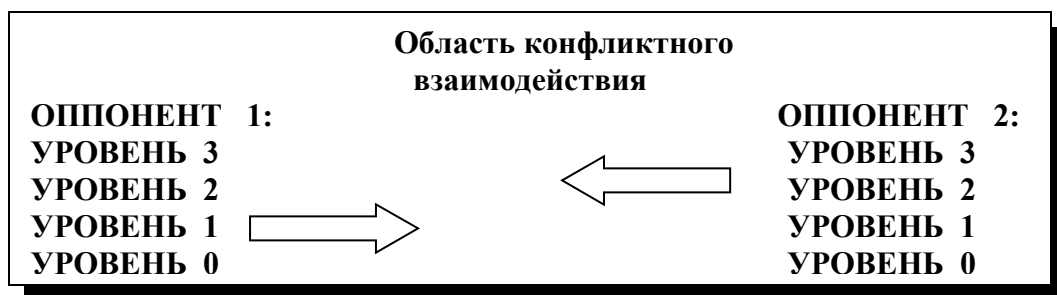 Область конфликтного
взаимодействия
ОППОНЕНТ 1: ОППОНЕНТ 2:
УРОВЕНЬ 3 УРОВЕНЬ 3
УРОВЕНЬ 2 УРОВЕНЬ 2
УРОВЕНЬ 1 УРОВЕНЬ 1
УРОВЕНЬ 0 УРОВЕНЬ 0